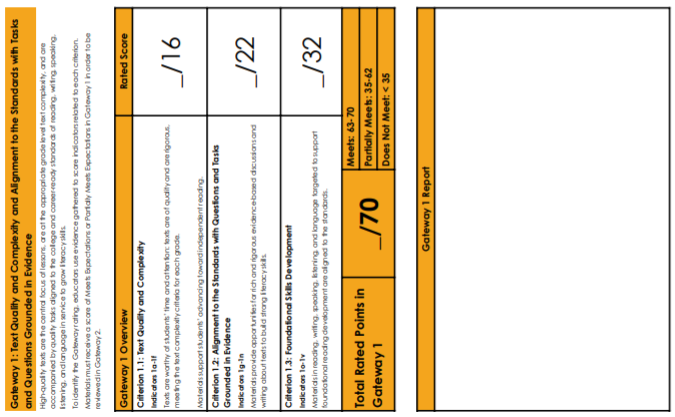 Gateway 1: Text Quality and Complexity and Alignment to the Standards with Tasks
and Questions Grounded in Evidence
High-quality texts are the central focus of lessons, are at the appropriate grade level text complexity, and are
accompanied by quality tasks aligned to the college and career-ready standards of reading, writing, speaking,
listening, and language in service to grow literacy skills.
To identify the Gateway rating, educators use evidence gathered to score indicators related to each criterion.
Materials must receive a score of Meets Expectations or Partially Meets Expectations in Gateway 1 in order to be
reviewed in Gateway 2.
Gateway 1 Overview
Rated Score
Criterion 1.1: Text Quality and Complexity
Indicators 1a-1f
Texts are worthy of students' time and attention: texts are of quality and are rigorous,
meeting the text complexity criteria for each grade.
Materials support students' advancing toward independent reading.
_/16
Criterion 1.2: Alignment to the Standards with Questions and Tasks
Grounded in Evidence
Indicators 1g-1n
Materials provide opportunities for rich and rigorous evidence-based discussions and
writing about texts to build strong literacy skills.
_/22
Criterion 1.3: Foundational Skills Development
Indicators 1o-1v
Materials in reading, writing, speaking, listening, and language targeted to support
foundational reading development are aligned to the standards.
_/32
Total Rated Points in
Gateway 1
_/70
Meets: 63-70
Partially Meets: 35-62
Does Not Meet: < 35
Gateway 1 Report